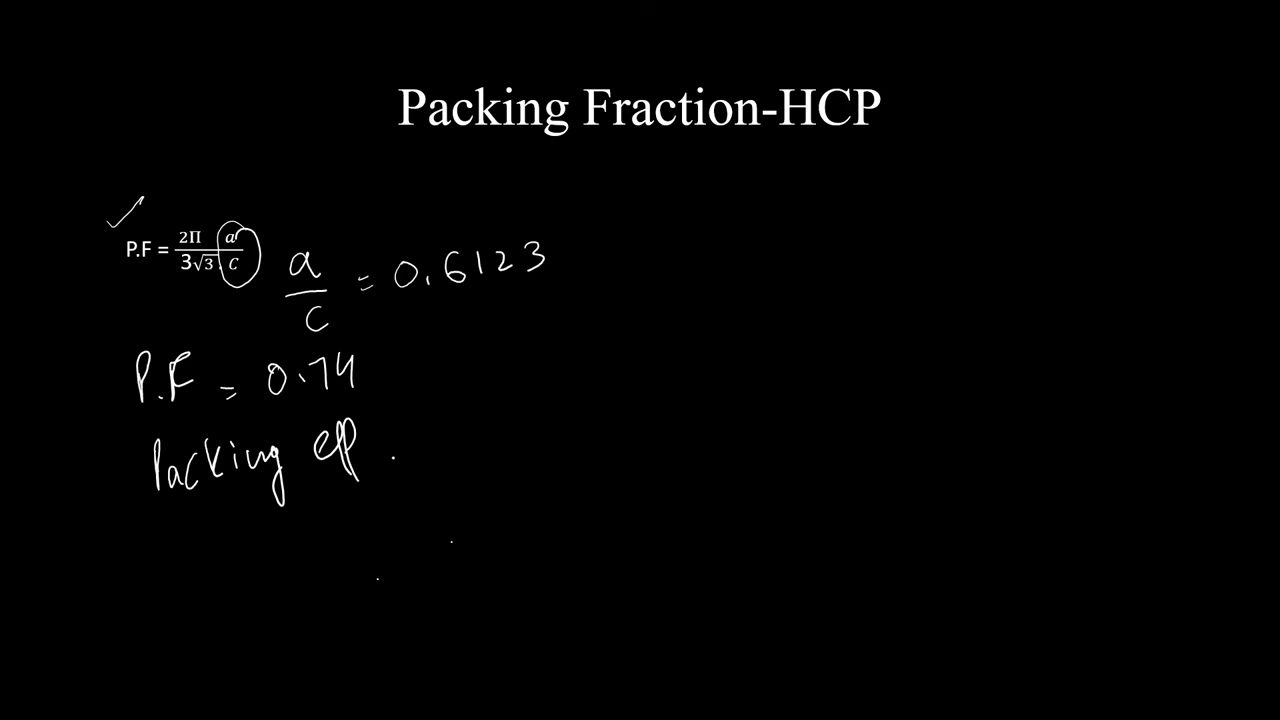 Packing Fraction-HCP
P.F = 2Π/3√3 . a/C
a/c = 0.6123
P.F = 0.74
Packing eff.